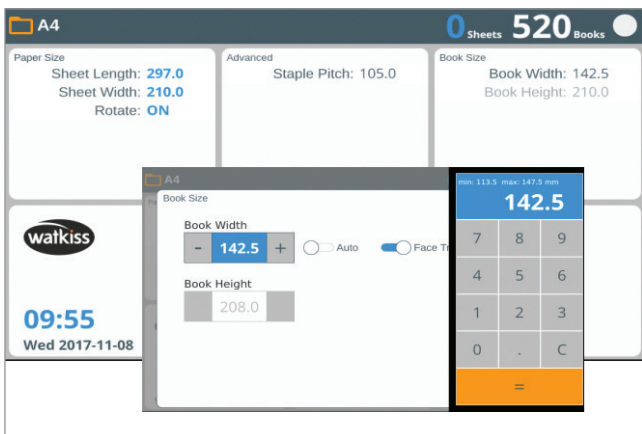 A4
0 Sheets 520 Books
Paper Size
Sheet Length: 297.0
Sheet Width: 210.0
Rotate: ON
Advanced
Staple Pitch: 105.0
Book Size
Book Width: 142.5
Book Height: 210.0
watkiss
09:55
Wed 2017-11-08
A4
Book Size
Book Width
- 142.5 + Auto Face Tr
Book Height
208.0
min: 113.5 max: 147.5 mm
142.5
7 8 9
4 5 6
1 2 3
0 . C
=